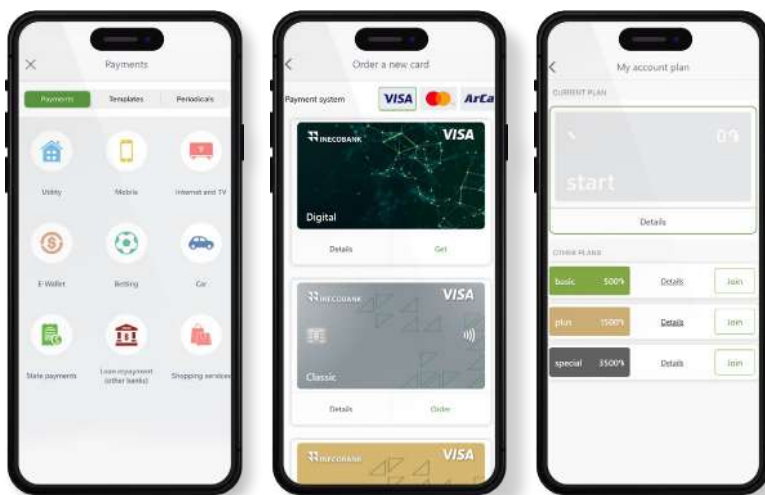 Payments
Payments Templates Periodicals
Utility Mobile Internet and TV
E-Wallet Betting Car
State payments Loan repayment (other banks) Shopping services
Order a new card
Payment system VISA ArCa
INECOBANK VISA
Digital
Details Get
INECOBANK VISA
Classic
Details Order
INECOBANK VISA
My account plan
CURRENT PLAN
0֏
start
Details
OTHER PLANS
basic 500֏ Details Join
plus 1500֏ Details Join
special 3500֏ Details Join